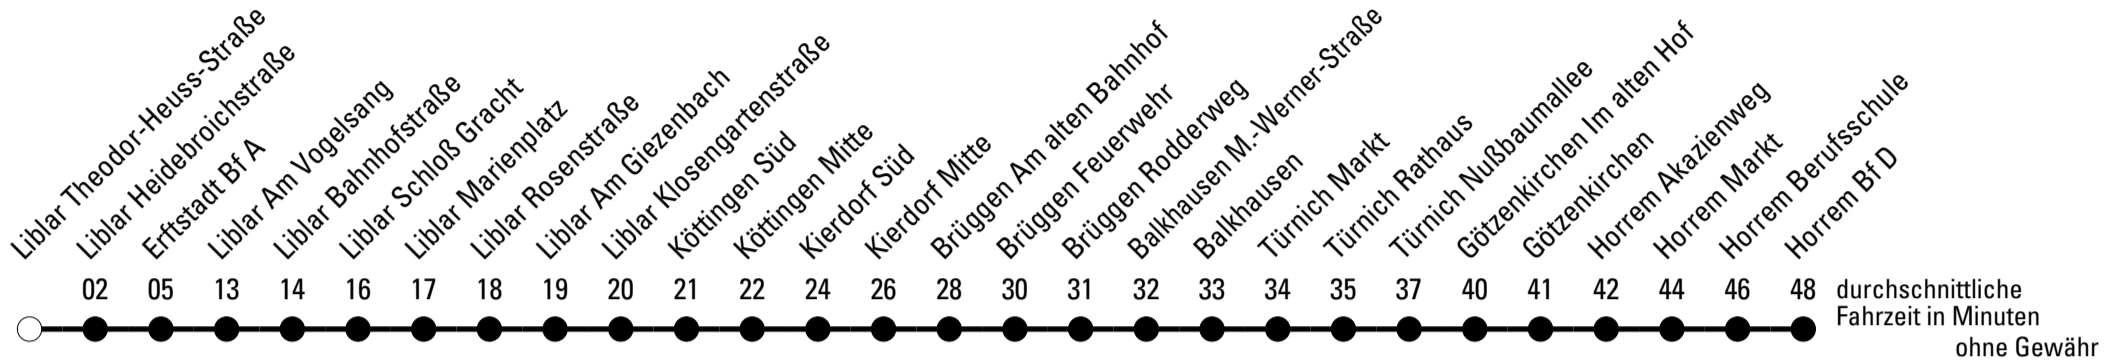 Liblar Theodor-Heuss-Straße
Liblar Heidebroichstraße
Erftstadt Bf A
Liblar Am Vogelsang
Liblar Bahnhofstraße
Liblar Schloß Gracht
Liblar Marienplatz
Liblar Rosenstraße
Liblar Am Giezenbach
Liblar Klosengartenstraße
Köttingen Süd
Köttingen Mitte
Kierdorf Süd
Kierdorf Mitte
Brüggen Am alten Bahnhof
Brüggen Feuerwehr
Brüggen Rodderweg
Balkhausen M.-Werner-Straße
Balkhausen
Türnich Markt
Türnich Rathaus
Türnich Nußbaumallee
Götzenkirchen Im alten Hof
Götzenkirchen
Horrem Akazienweg
Horrem Markt
Horrem Berufsschule
Horrem Bf D
02 05 13 14 16 17 18 19 20 21 22 24 26 28 30 31 32 33 34 35 37 40 41 42 44 46 48
durchschnittliche
Fahrzeit in Minuten
ohne Gewähr